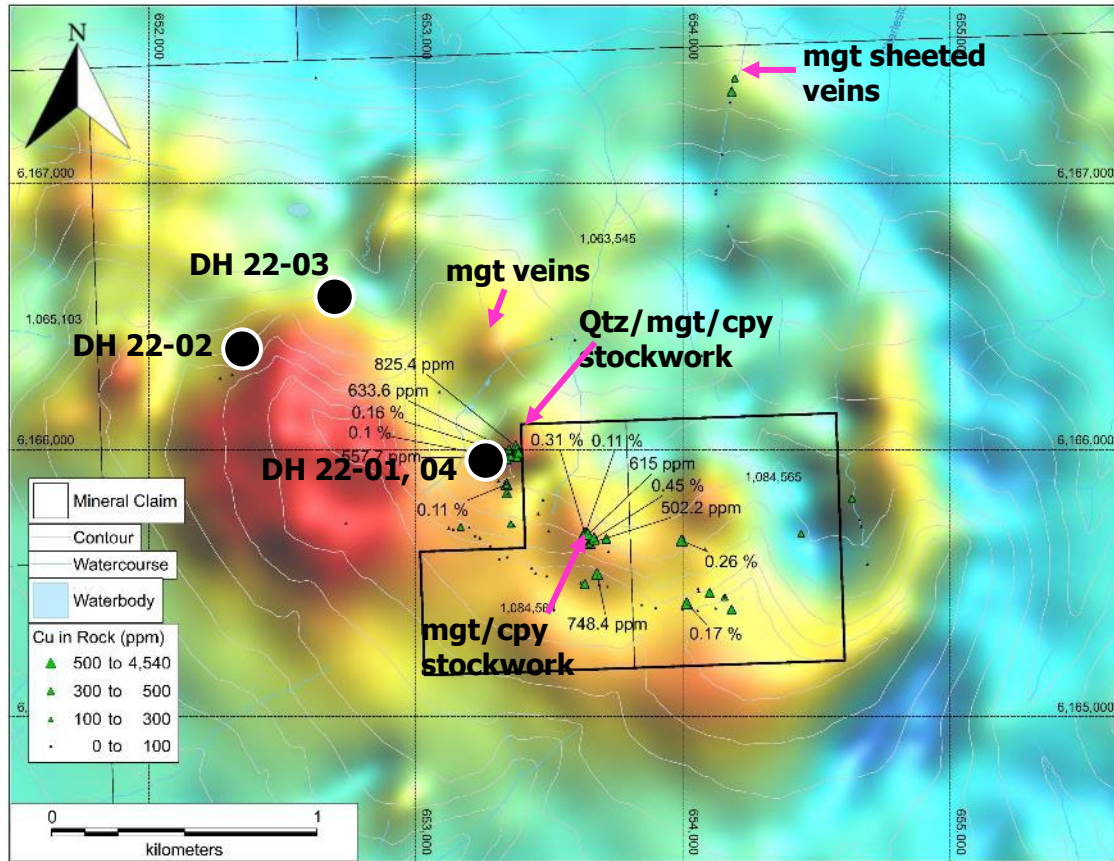 N
652,000
653,000
654,000
655,000
mgt sheeted
veins
6,167,000
6,167,000
1,063,545
DH 22-03
mgt veins
1,065,103
DH 22-02
Qtz/mgt/cpy
stockwork
825.4 ppm
633.6 ppm
0.16 %
0.1 %
557.7 ppm
6,166,000
6,166,000
DH 22-01, 04
0.31 %
0.11%
615 ppm
0.45 %
502.2 ppm
1,084,565
0.11 %
0.26 %
Mineral Claim
Contour
Watercourse
Waterbody
1,084,564
748.4 ppm
0.17 %
mgt/cpy
stockwork
Cu in Rock (ppm)
500 to 4,540
300 to 500
100 to 300
0 to 100
6,165,000
0 1
kilometers
653,000
654,000
655,000